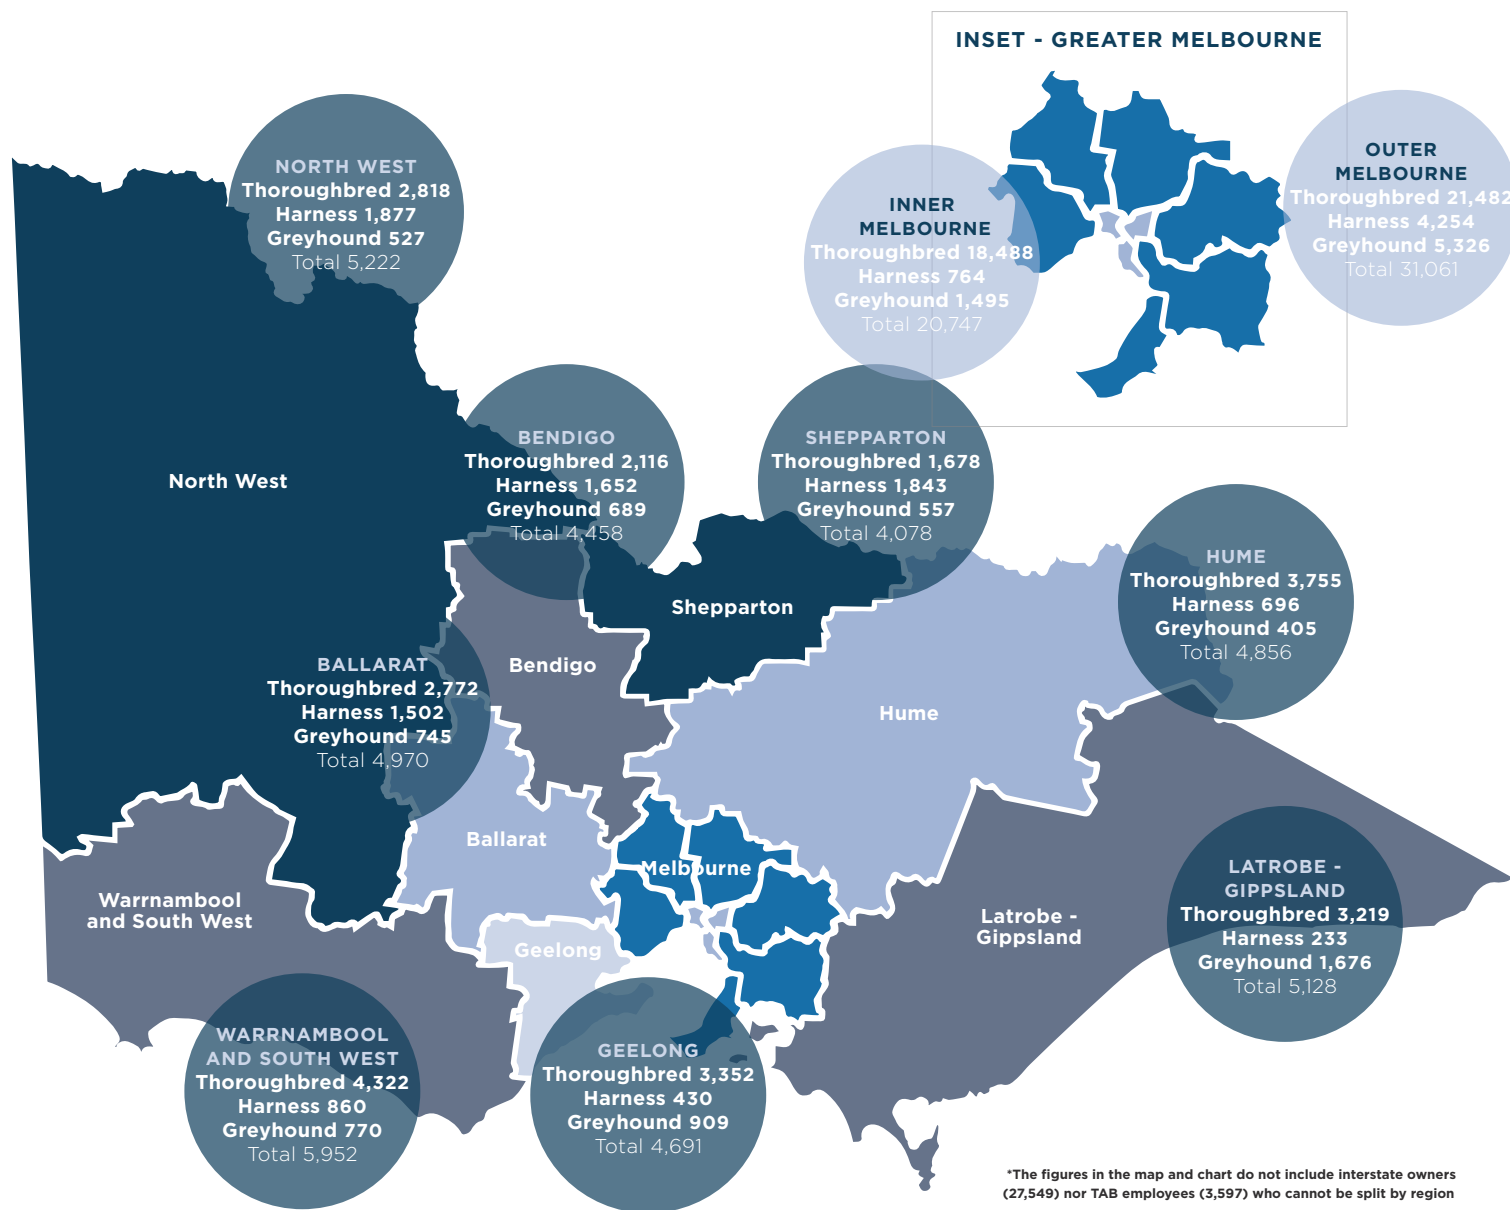 INSET - GREATER MELBOURNE
NORTH WEST
Thoroughbred 2,818
Harness 1,877
Greyhound 527
Total 5,222
INNER
MELBOURNE
Thoroughbred 18,488
Harness 764
Greyhound 1,495
Total 20,747
OUTER
MELBOURNE
Thoroughbred 21,482
Harness 4,254
Greyhound 5,326
Total 31,061
BENDIGO
Thoroughbred 2,116
Harness 1,652
Greyhound 689
Total 4,458
SHEPPARTON
Thoroughbred 1,678
Harness 1,843
Greyhound 557
Total 4,078
HUME
Thoroughbred 3,755
Harness 696
Greyhound 405
Total 4,856
North West
Shepparton
Bendigo
Hume
BALLARAT
Thoroughbred 2,772
Harness 1,502
Greyhound 745
Total 4,970
Ballarat
Melbourne
Warrnambool
and South West
Geelong
Latrobe -
Gippsland
LATROBE -
GIPPSLAND
Thoroughbred 3,219
Harness 233
Greyhound 1,676
Total 5,128
WARRNAMBOOL
AND SOUTH WEST
Thoroughbred 4,322
Harness 860
Greyhound 770
Total 5,952
GEELONG
Thoroughbred 3,352
Harness 430
Greyhound 909
Total 4,691
*The figures in the map and chart do not include interstate owners
(27,549) nor TAB employees (3,597) who cannot be split by region